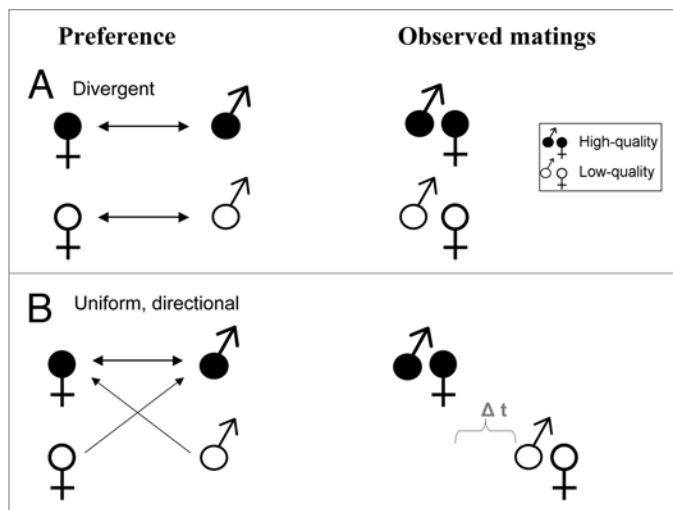 Preference
Observed matings
A
Divergent
High-quality
Low-quality
B
Uniform, directional
Δ t